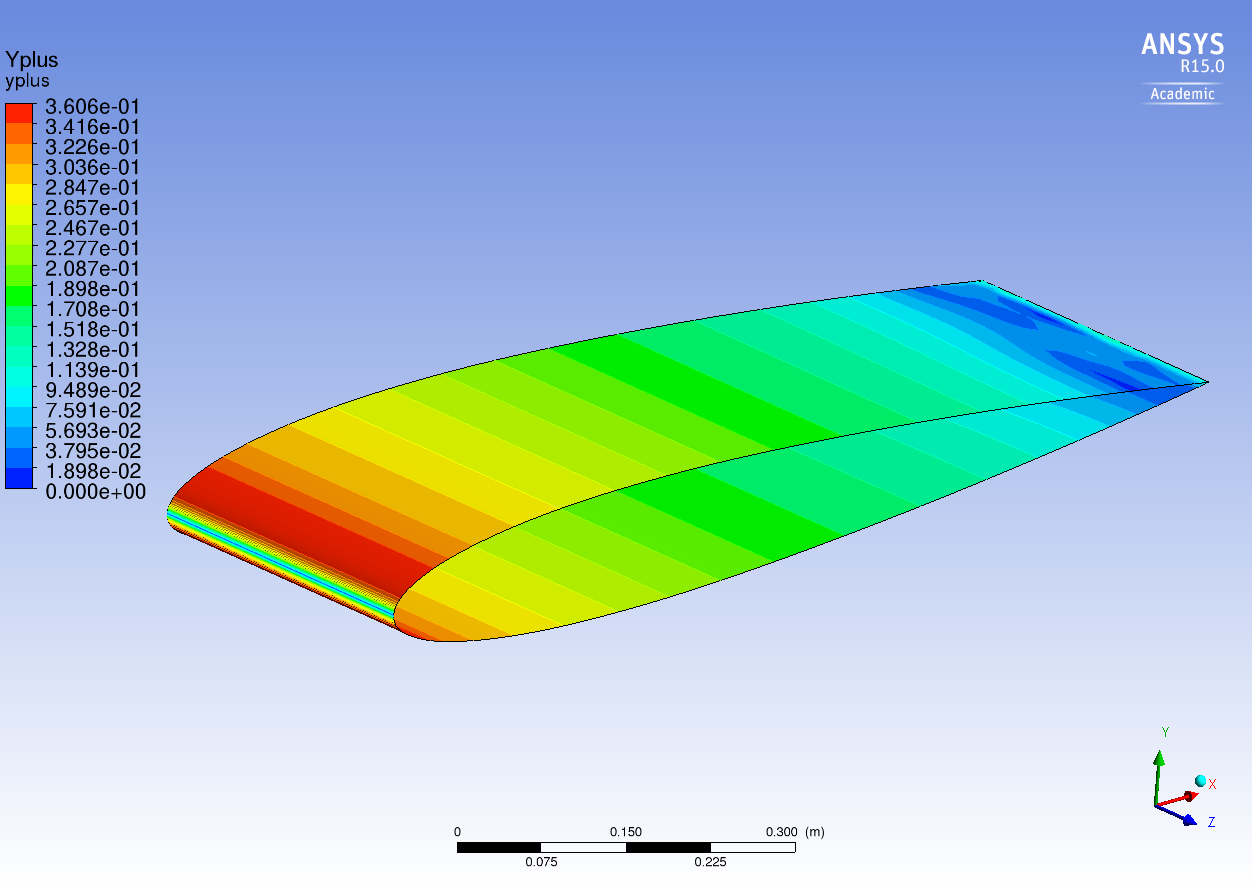 Yplus
yplus
3.606e-01
3.416e-01
3.226e-01
3.036e-01
2.847e-01
2.657e-01
2.467e-01
2.277e-01
2.087e-01
1.898e-01
1.708e-01
1.518e-01
1.328e-01
1.139e-01
9.489e-02
7.591e-02
5.693e-02
3.795e-02
1.898e-02
0.000e+00
ANSYS
R15.0
Academic
Y
X
Z
0 0.150 0.300 (m)
0.075 0.225